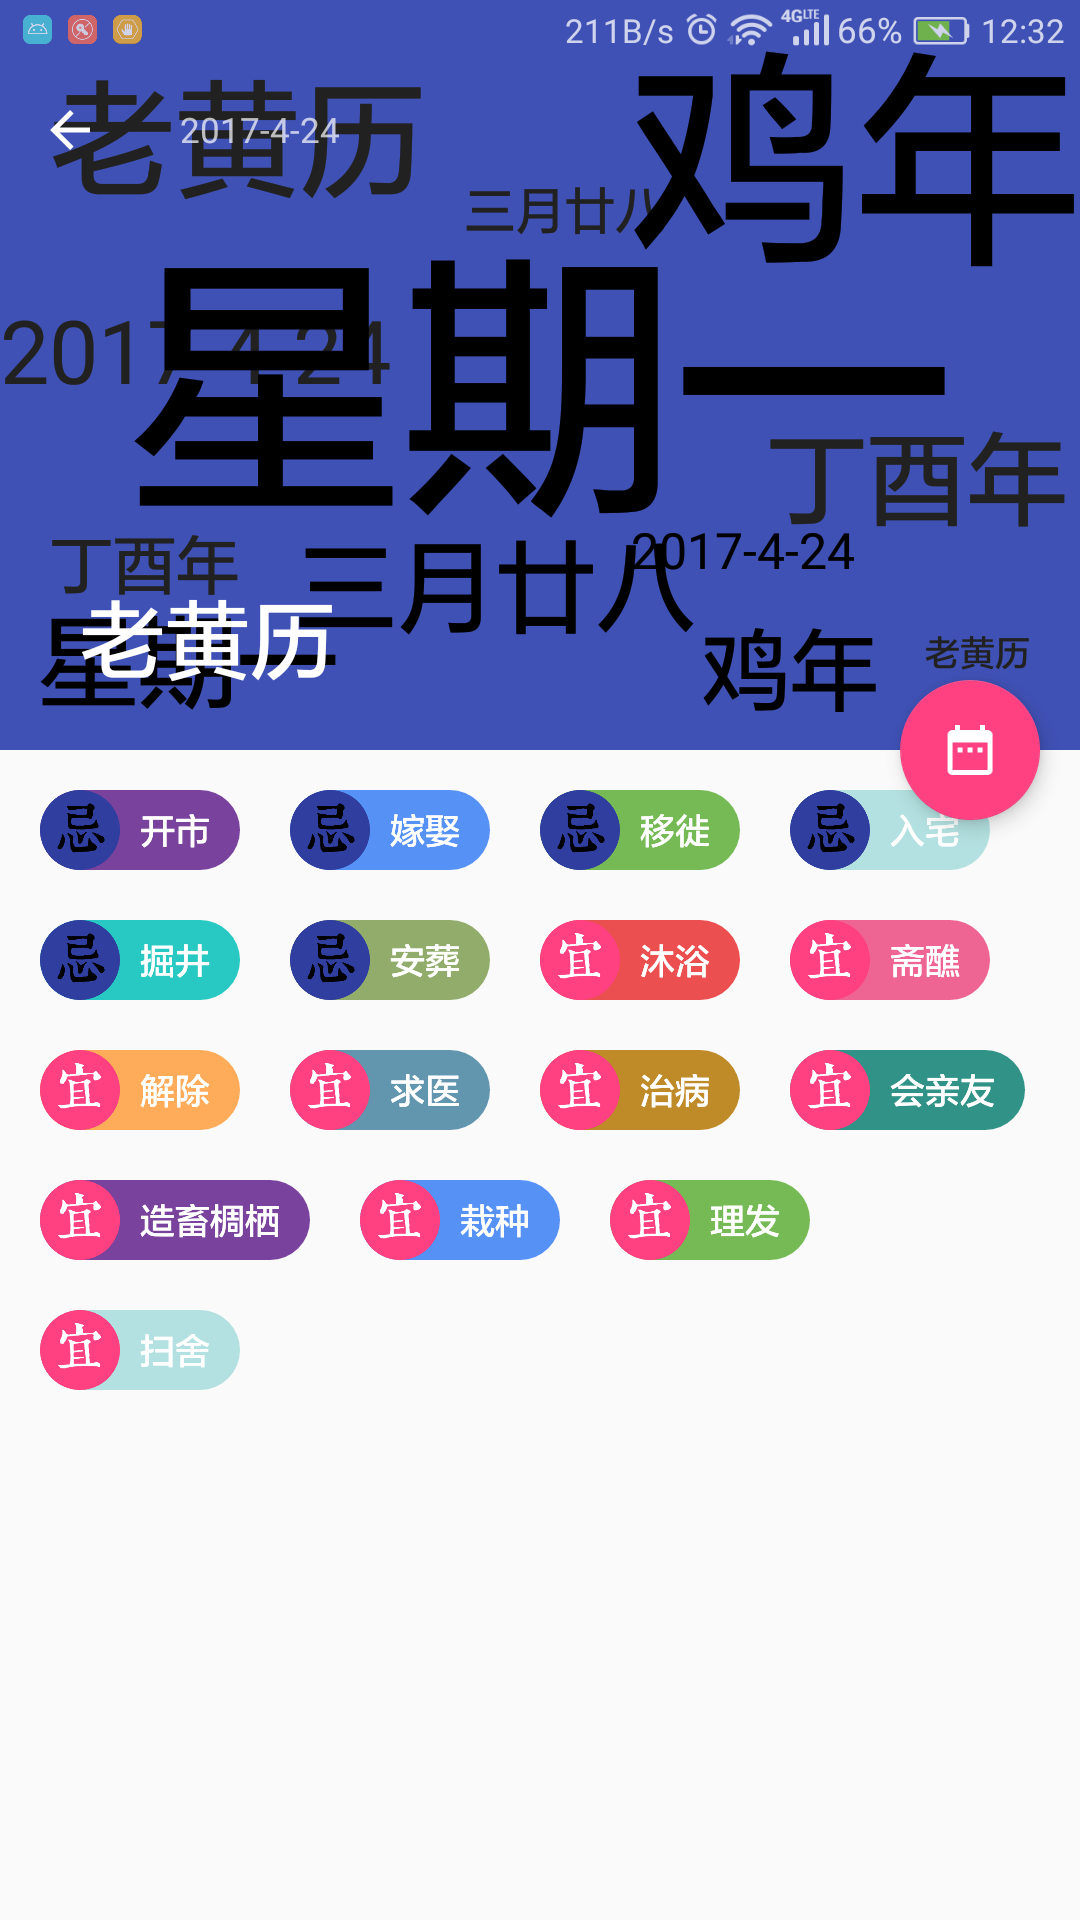 211B/s 4G LTE 66% 12:32
老黄历
2017-4-24
鸡年
三月廿八
星期一
2017-4-24
丁酉年
丁酉年
三月廿八
2017-4-24
星期一
老黄历
鸡年
老黄历
忌 开市 忌 嫁娶 忌 移徙 忌 入宅
忌 掘井 忌 安葬 宜 沐浴 宜 斋醮
宜 解除 宜 求医 宜 治病 宜 会亲友
宜 造畜椆栖 宜 栽种 宜 理发
宜 扫舍